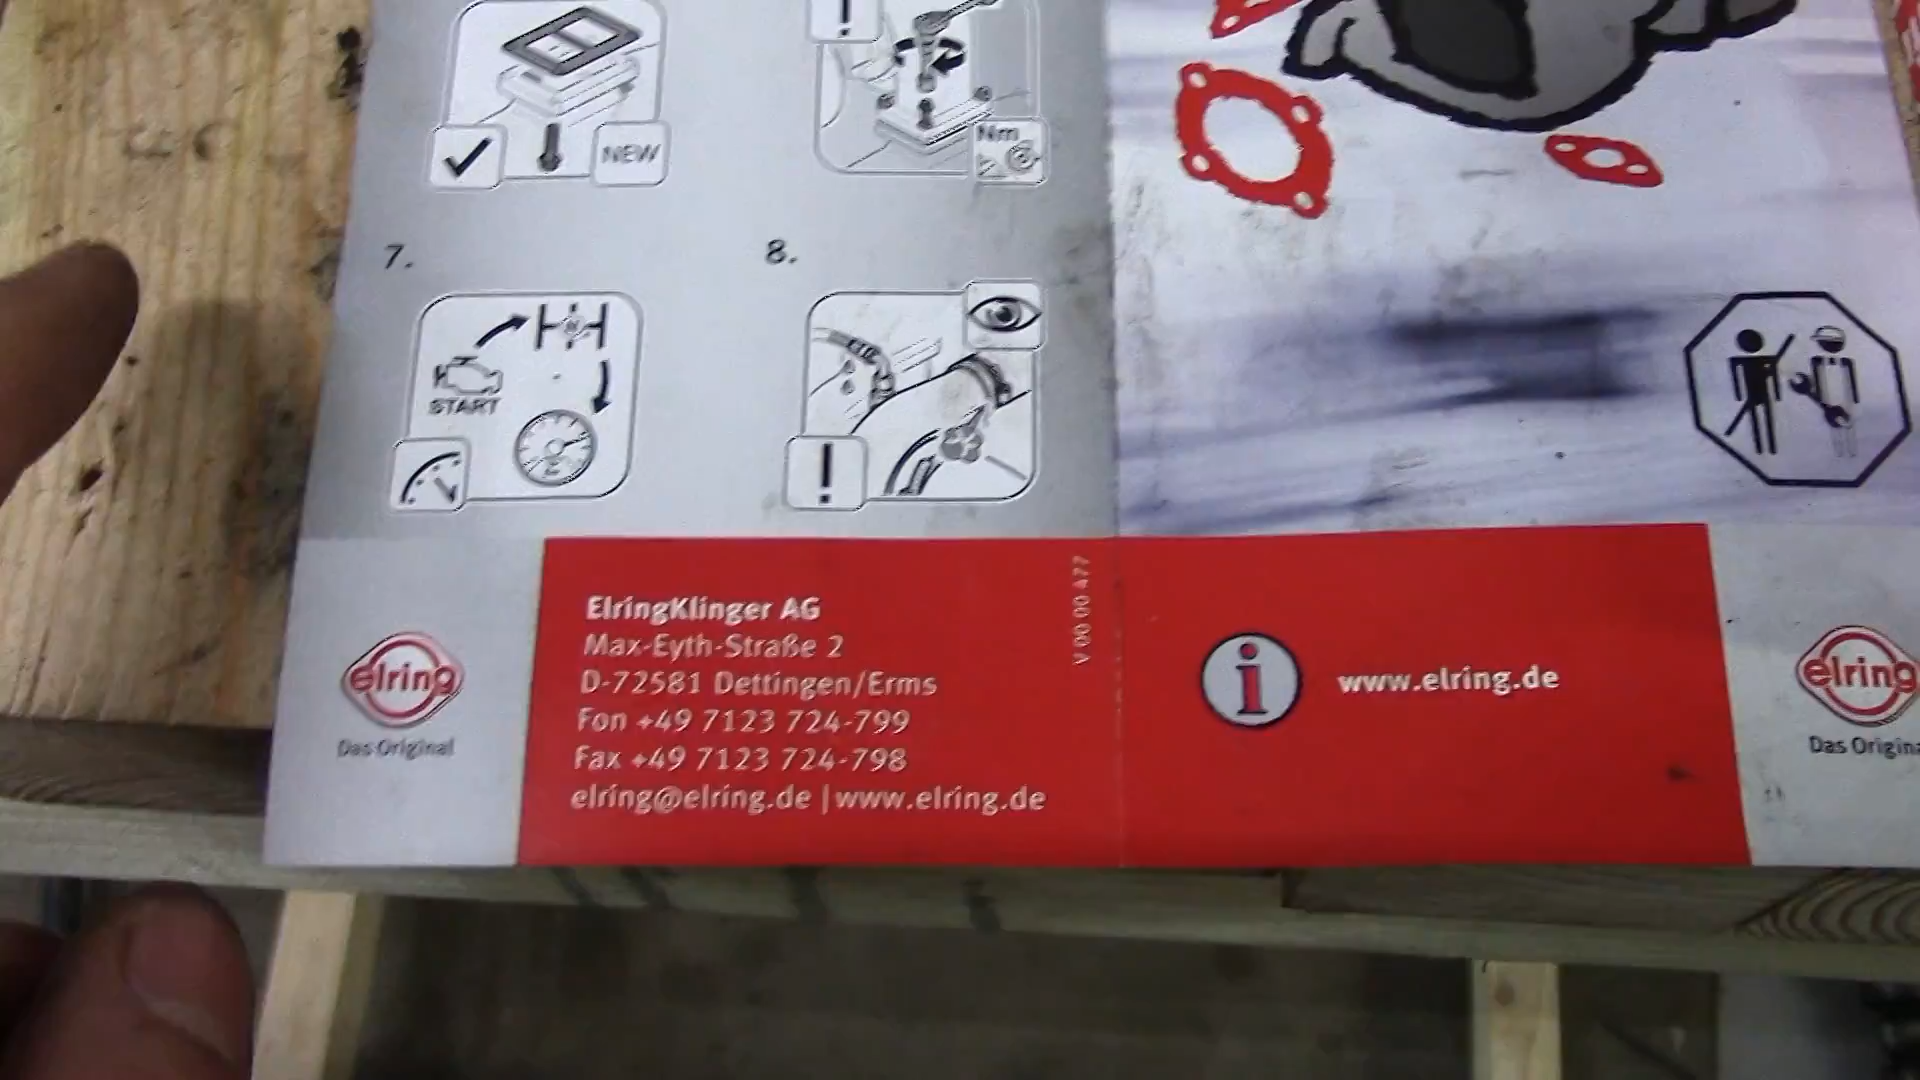 NEW
Nm
7.
8.
START
ElringKlinger AG
Max-Eyth-Straße 2
D-72581 Dettingen/Erms
Fon +49 7123 724-799
Fax +49 7123 724-798
elring@elring.de | www.elring.de
V 00 00 477
elring
Das Original
i
www.elring.de
elring
Das Origina